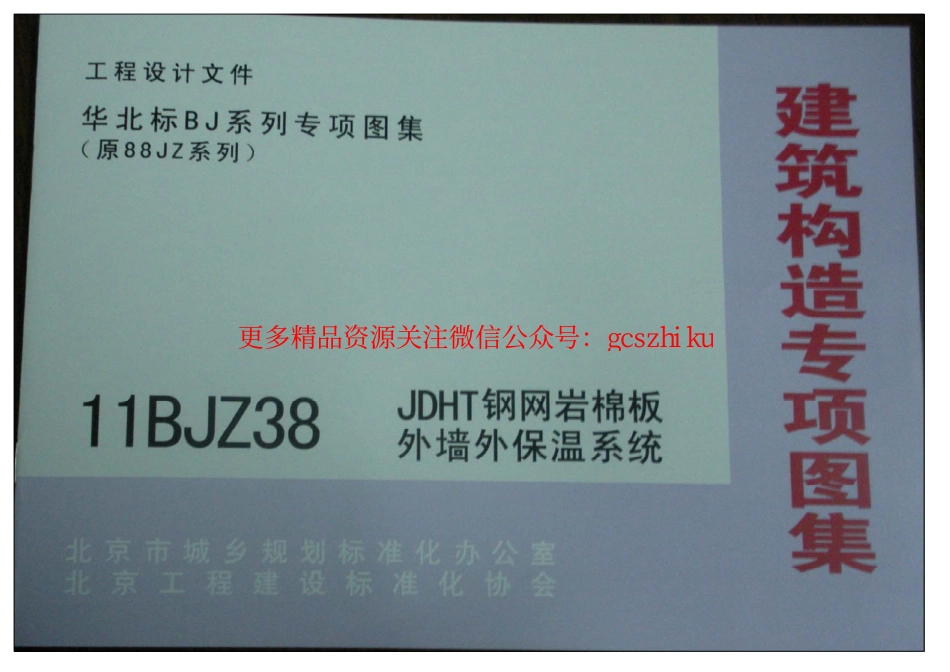 工程设计文件
华北标BJ系列专项图集
（原88JZ系列）
更多精品资源关注微信公众号：gcszhiku
11BJZ38
JDHT钢网岩棉板
外墙外保温系统
北京市城乡规划标准化办公室
北京工程建设标准化协会
建筑构造专项图集